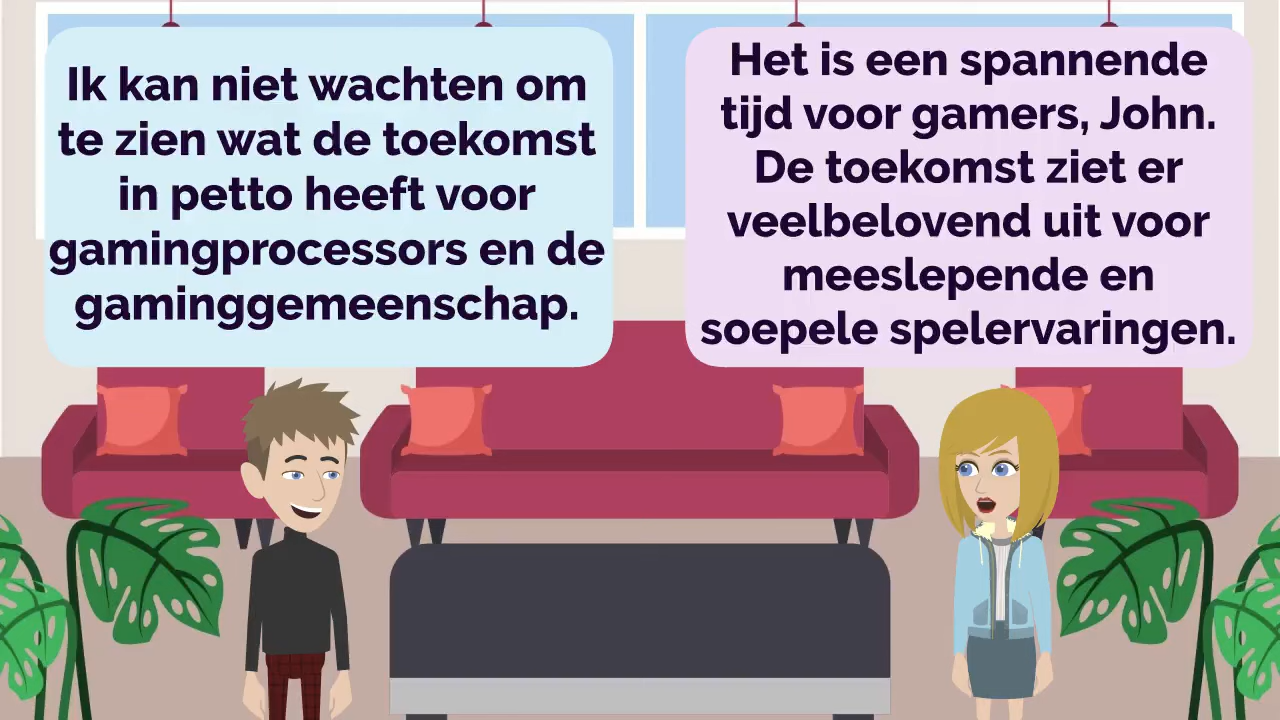 Ik kan niet wachten om
te zien wat de toekomst
in petto heeft voor
gamingprocessors en de
gaminggemeenschap.
Het is een spannende
tijd voor gamers, John.
De toekomst ziet er
veelbelovend uit voor
meeslepende en
soepele spelervaringen.